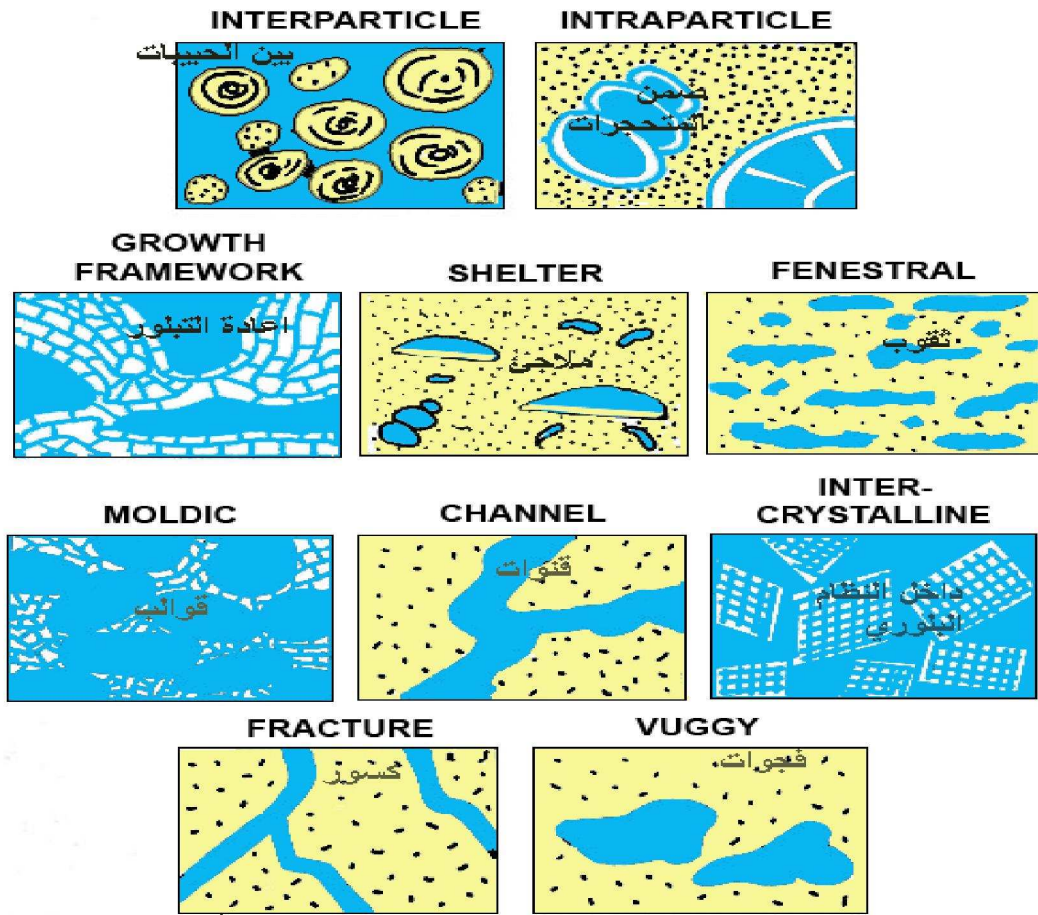 INTERPARTICLE
بين الحبيبات
INTRAPARTICLE
ضمن
المتحجرات
GROWTH
FRAMEWORK
اعادة التبلور
SHELTER
ملاجئ
FENESTRAL
ثقوب
MOLDIC
قوالب
CHANNEL
قنوات
INTER-
CRYSTALLINE
داخل النظام
البلوري
FRACTURE
كسور
VUGGY
فجوات